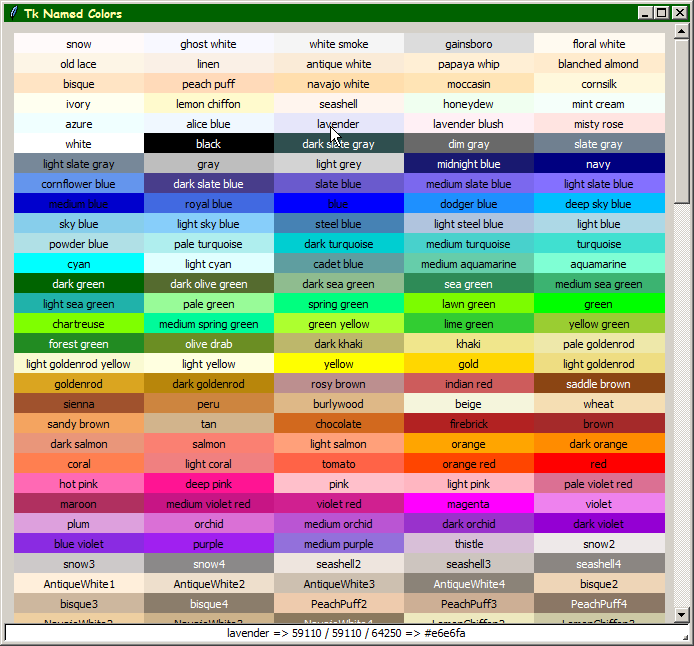 Tk Named Colors
snow ghost white white smoke gainsboro floral white
old lace linen antique white papaya whip blanched almond
bisque peach puff navajo white moccasin cornsilk
ivory lemon chiffon seashell honeydew mint cream
azure alice blue lavender lavender blush misty rose
white black dark slate gray dim gray slate gray
light slate gray gray light grey midnight blue navy
cornflower blue dark slate blue slate blue medium slate blue light slate blue
medium blue royal blue blue dodger blue deep sky blue
sky blue light sky blue steel blue light steel blue light blue
powder blue pale turquoise dark turquoise medium turquoise turquoise
cyan light cyan cadet blue medium aquamarine aquamarine
dark green dark olive green dark sea green sea green medium sea green
light sea green pale green spring green lawn green green
chartreuse medium spring green green yellow lime green yellow green
forest green olive drab dark khaki khaki pale goldenrod
light goldenrod yellow light yellow yellow gold light goldenrod
goldenrod dark goldenrod rosy brown indian red saddle brown
sienna peru burlywood beige wheat
sandy brown tan chocolate firebrick brown
dark salmon salmon light salmon orange dark orange
coral light coral tomato orange red red
hot pink deep pink pink light pink pale violet red
maroon medium violet red violet red magenta violet
plum orchid medium orchid dark orchid dark violet
blue violet purple medium purple thistle snow2
snow3 snow4 seashell2 seashell3 seashell4
AntiqueWhite1 AntiqueWhite2 AntiqueWhite3 AntiqueWhite4 bisque2
bisque3 bisque4 PeachPuff2 PeachPuff3 PeachPuff4
lavender => 59110 / 59110 / 64250 => #e6e6fa